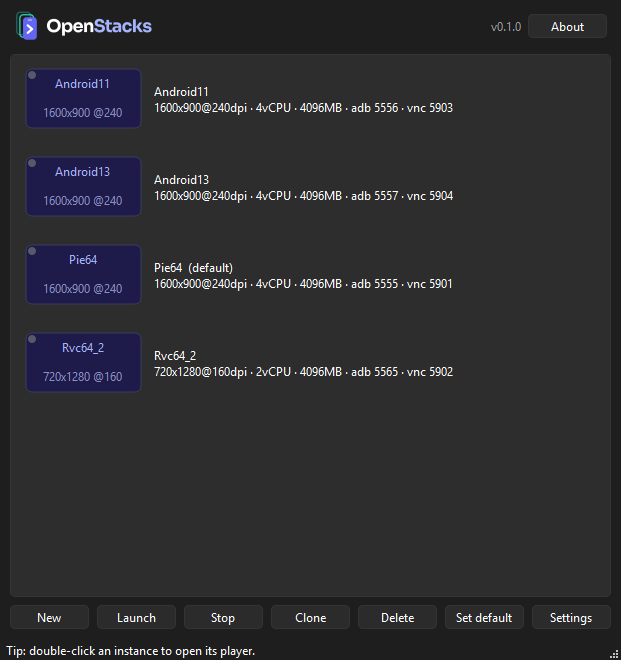 OpenStacks
v0.1.0
About
Android11
1600x900 @240
Android11
1600x900@240dpi · 4vCPU · 4096MB · adb 5556 · vnc 5903
Android13
1600x900 @240
Android13
1600x900@240dpi · 4vCPU · 4096MB · adb 5557 · vnc 5904
Pie64
1600x900 @240
Pie64 (default)
1600x900@240dpi · 4vCPU · 4096MB · adb 5555 · vnc 5901
Rvc64_2
720x1280 @160
Rvc64_2
720x1280@160dpi · 2vCPU · 4096MB · adb 5565 · vnc 5902
New
Launch
Stop
Clone
Delete
Set default
Settings
Tip: double-click an instance to open its player.